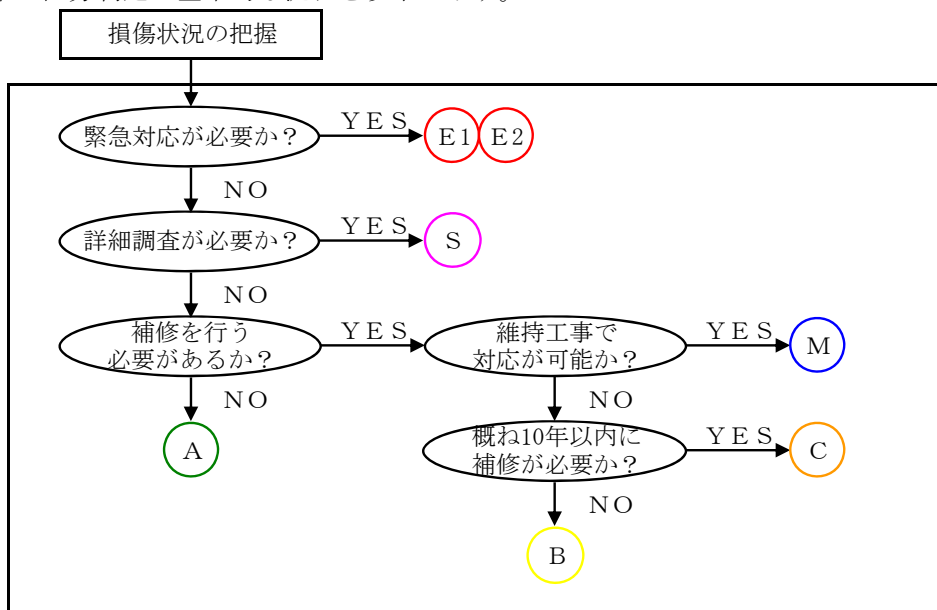 損傷状況の把握
緊急対応が必要か？
ＹＥＳ
Ｅ1
Ｅ2
ＮＯ
詳細調査が必要か？
ＹＥＳ
Ｓ
ＮＯ
補修を行う
必要があるか？
ＹＥＳ
維持工事で
対応が可能か？
ＹＥＳ
Ｍ
ＮＯ
Ａ
ＮＯ
概ね10年以内に
補修が必要か？
ＹＥＳ
Ｃ
ＮＯ
Ｂ